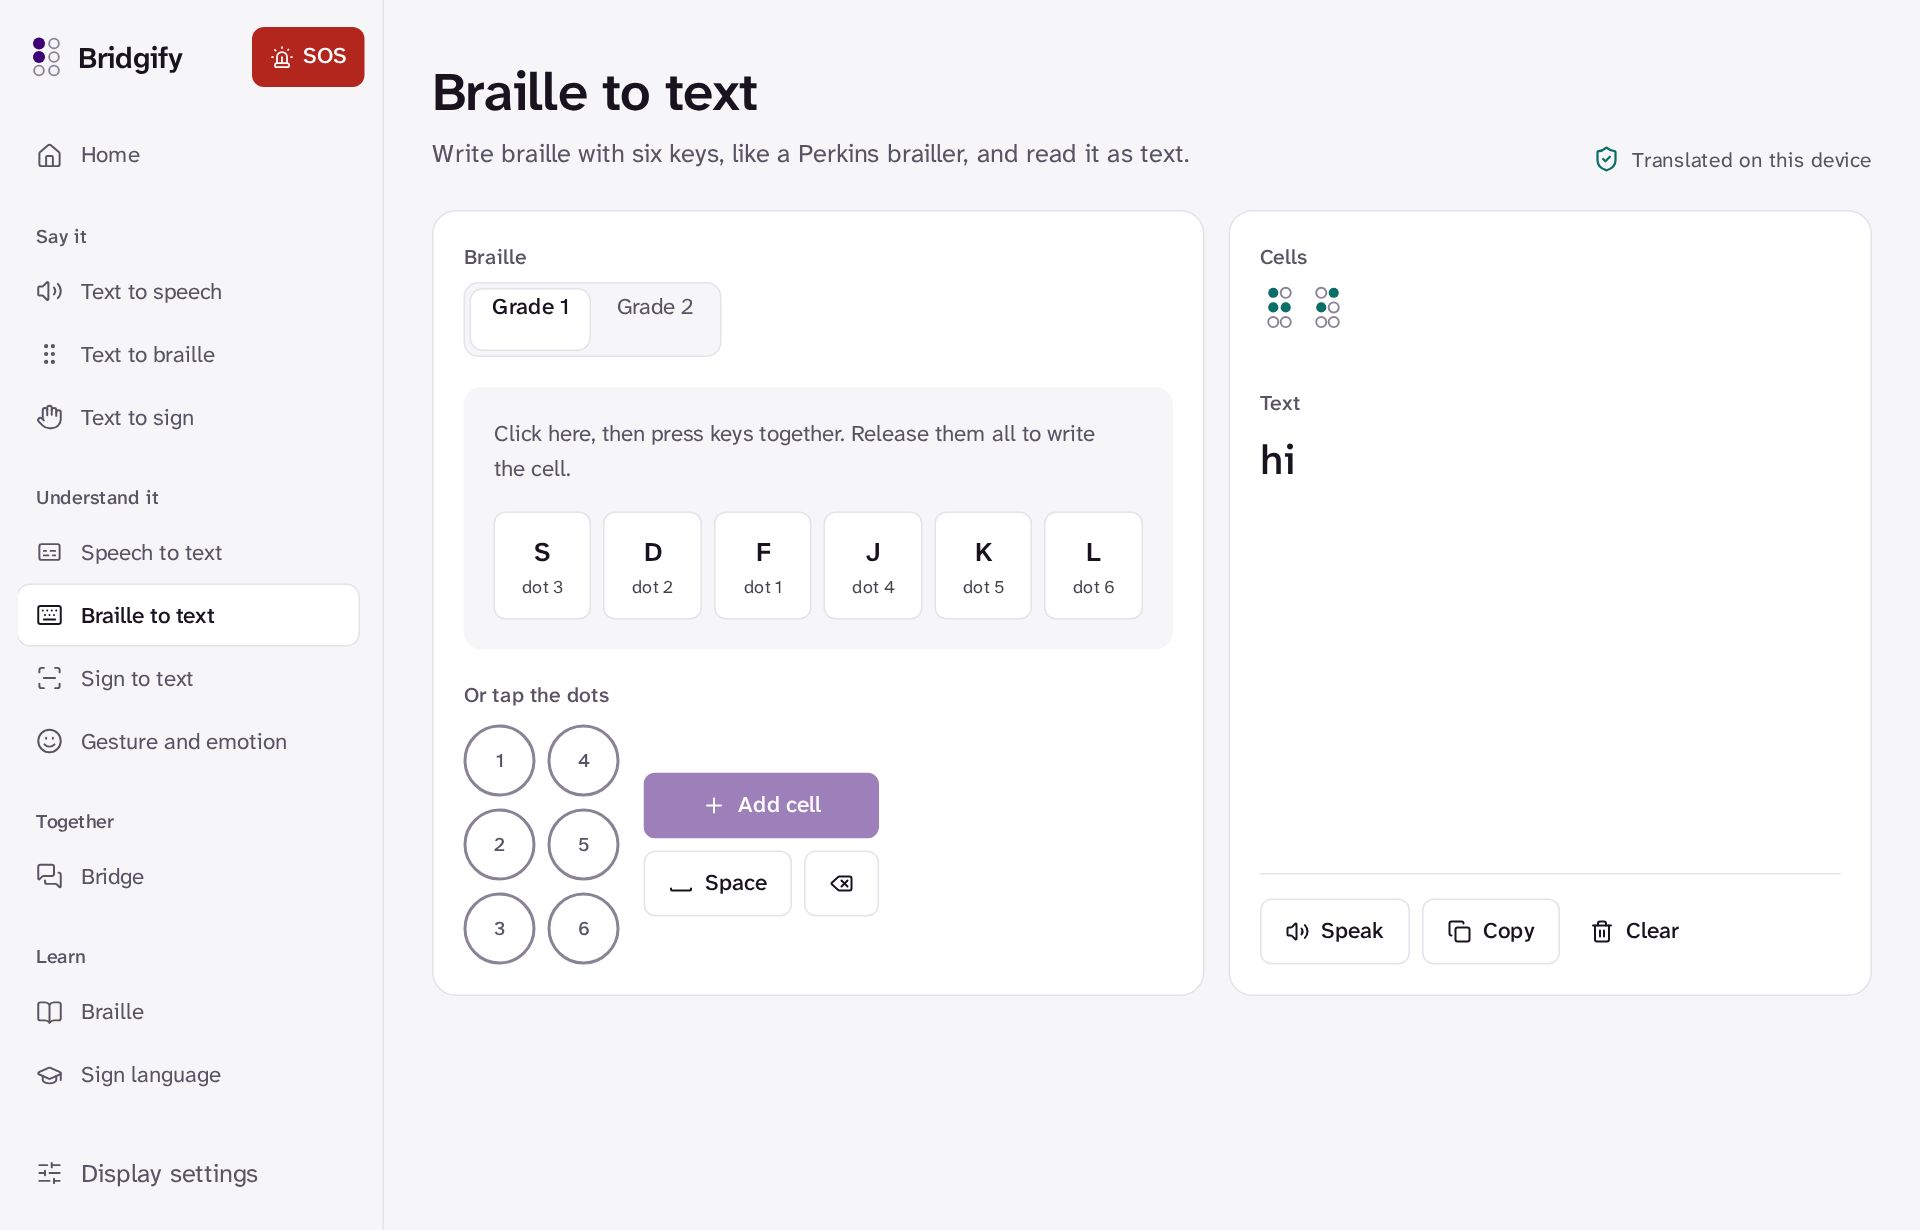 Bridgify
SOS
Home
Say it
Text to speech
Text to braille
Text to sign
Understand it
Speech to text
Braille to text
Sign to text
Gesture and emotion
Together
Bridge
Learn
Braille
Sign language
Display settings
Braille to text
Write braille with six keys, like a Perkins brailler, and read it as text.
Translated on this device
Braille
Grade 1 Grade 2
Click here, then press keys together. Release them all to write
the cell.
S D F J K L
dot 3 dot 2 dot 1 dot 4 dot 5 dot 6
Or tap the dots
1 4
2 5
3 6
Add cell
Space
Cells
⠓ ⠊
Text
hi
Speak Copy Clear